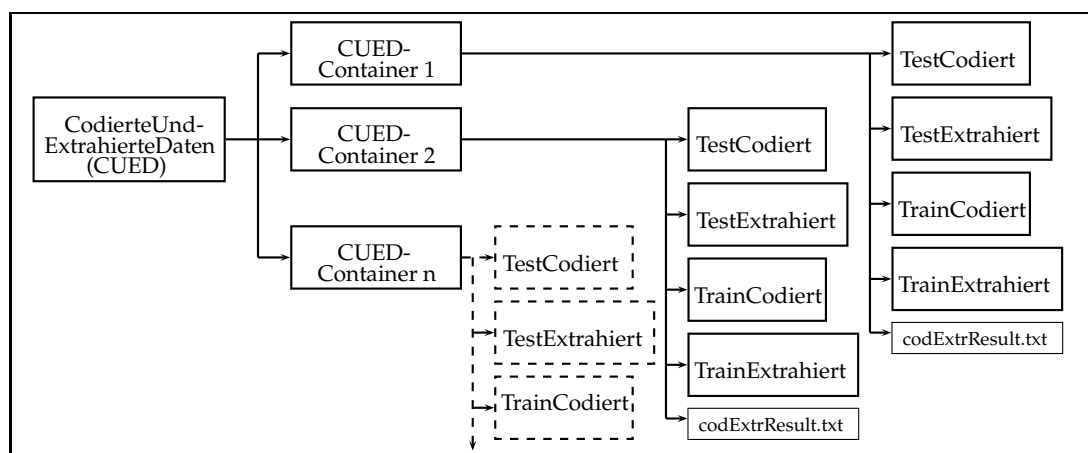 CodierteUnd-
ExtrahierteDaten
(CUED)
CUED-
Container 1
TestCodiert
TestExtrahiert
TrainCodiert
TrainExtrahiert
codExtrResult.txt
CUED-
Container 2
TestCodiert
TestExtrahiert
TrainCodiert
TrainExtrahiert
codExtrResult.txt
CUED-
Container n
TestCodiert
TestExtrahiert
TrainCodiert